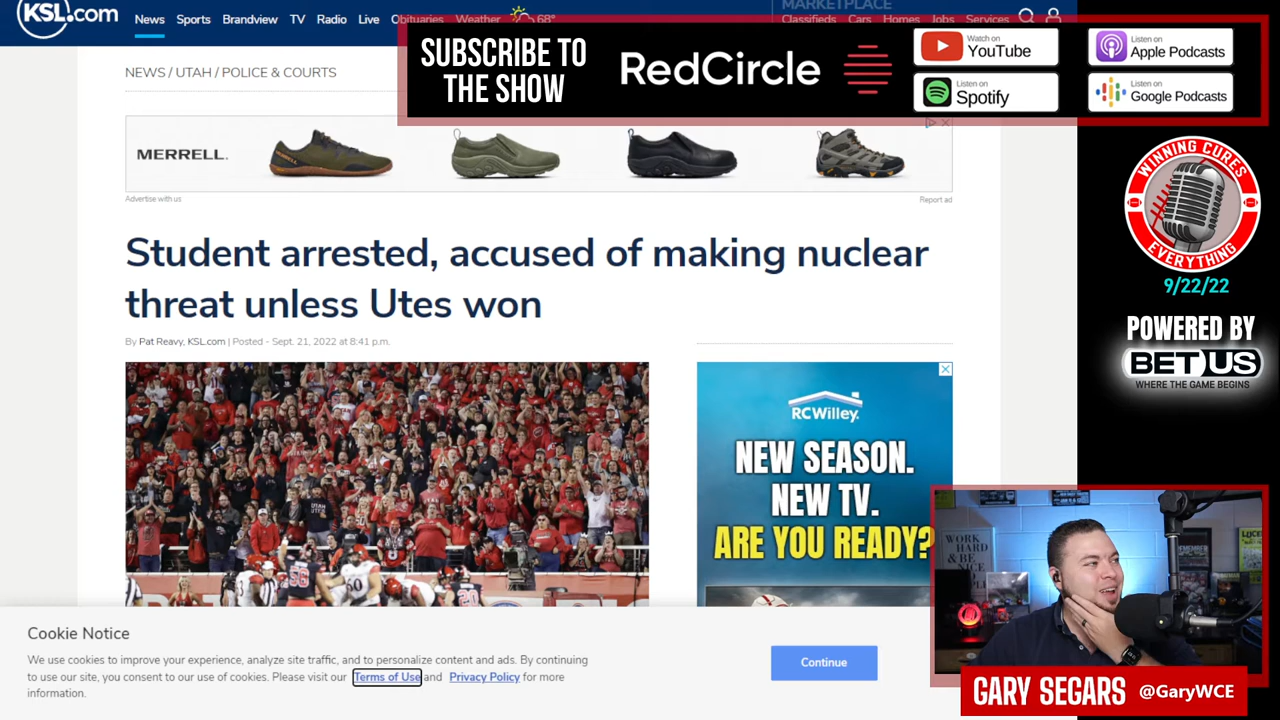 KSL.com
News Sports Brandview TV Radio Live Obituaries Weather 68°
MARKETPLACE
Classifieds Cars Homes Jobs Services
SUBSCRIBE TO
THE SHOW
RedCircle
Watch on
YouTube
Listen on
Apple Podcasts
Listen on
Spotify
Listen on
Google Podcasts
NEWS / UTAH / POLICE & COURTS
MERRELL.
Advertise with us
Report ad
Student arrested, accused of making nuclear
threat unless Utes won
By Pat Reavy, KSL.com | Posted - Sept. 21, 2022 at 8:41 p.m.
WINNING CURES
EVERYTHING
9/22/22
POWERED BY
BETUS
WHERE THE GAME BEGINS
RCWilley.
NEW SEASON.
NEW TV.
ARE YOU READY?
Cookie Notice
We use cookies to improve your experience, analyze site traffic, and to personalize content and ads. By continuing
to use our site, you consent to our use of cookies. Please visit our Terms of Use and Privacy Policy for more
information.
Continue
WORK
HARD
& BE
NICE
GARY SEGARS @GaryWCE